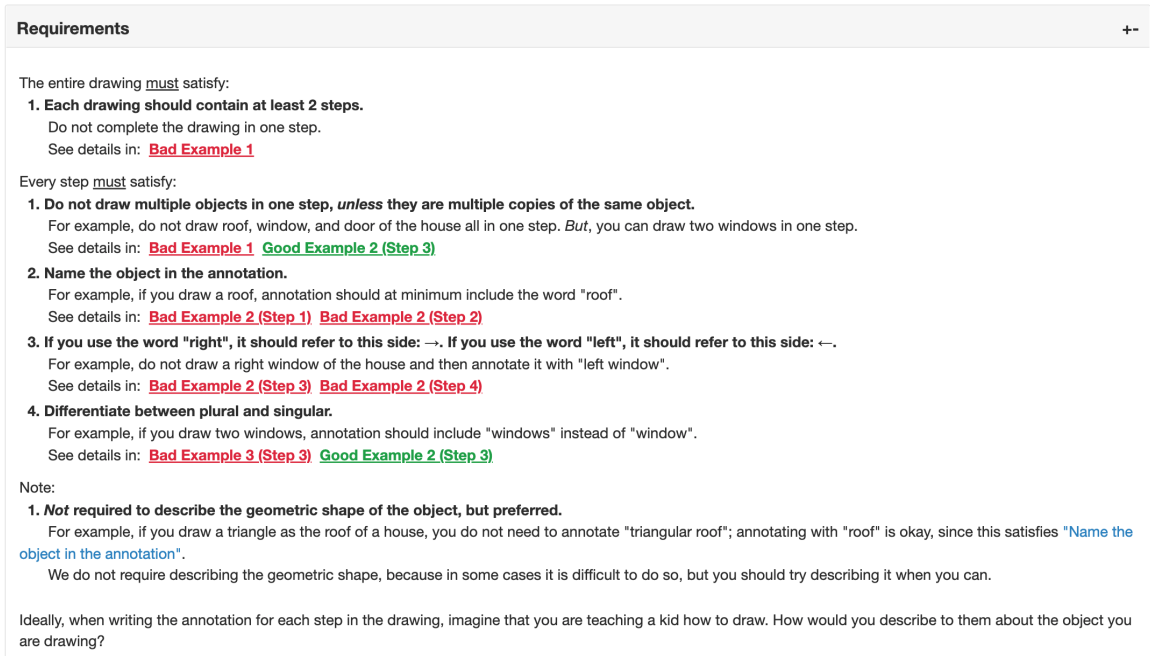 Requirements
+-
The entire drawing must satisfy:
1. Each drawing should contain at least 2 steps.
Do not complete the drawing in one step.
See details in: Bad Example 1
Every step must satisfy:
1. Do not draw multiple objects in one step, unless they are multiple copies of the same object.
For example, do not draw roof, window, and door of the house all in one step. But, you can draw two windows in one step.
See details in: Bad Example 1 Good Example 2 (Step 3)
2. Name the object in the annotation.
For example, if you draw a roof, annotation should at minimum include the word "roof".
See details in: Bad Example 2 (Step 1) Bad Example 2 (Step 2)
3. If you use the word "right", it should refer to this side: →. If you use the word "left", it should refer to this side: ←.
For example, do not draw a right window of the house and then annotate it with "left window".
See details in: Bad Example 2 (Step 3) Bad Example 2 (Step 4)
4. Differentiate between plural and singular.
For example, if you draw two windows, annotation should include "windows" instead of "window".
See details in: Bad Example 3 (Step 3) Good Example 2 (Step 3)
Note:
1. Not required to describe the geometric shape of the object, but preferred.
For example, if you draw a triangle as the roof of a house, you do not need to annotate "triangular roof"; annotating with "roof" is okay, since this satisfies "Name the
object in the annotation".
We do not require describing the geometric shape, because in some cases it is difficult to do so, but you should try describing it when you can.
Ideally, when writing the annotation for each step in the drawing, imagine that you are teaching a kid how to draw. How would you describe to them about the object you
are drawing?